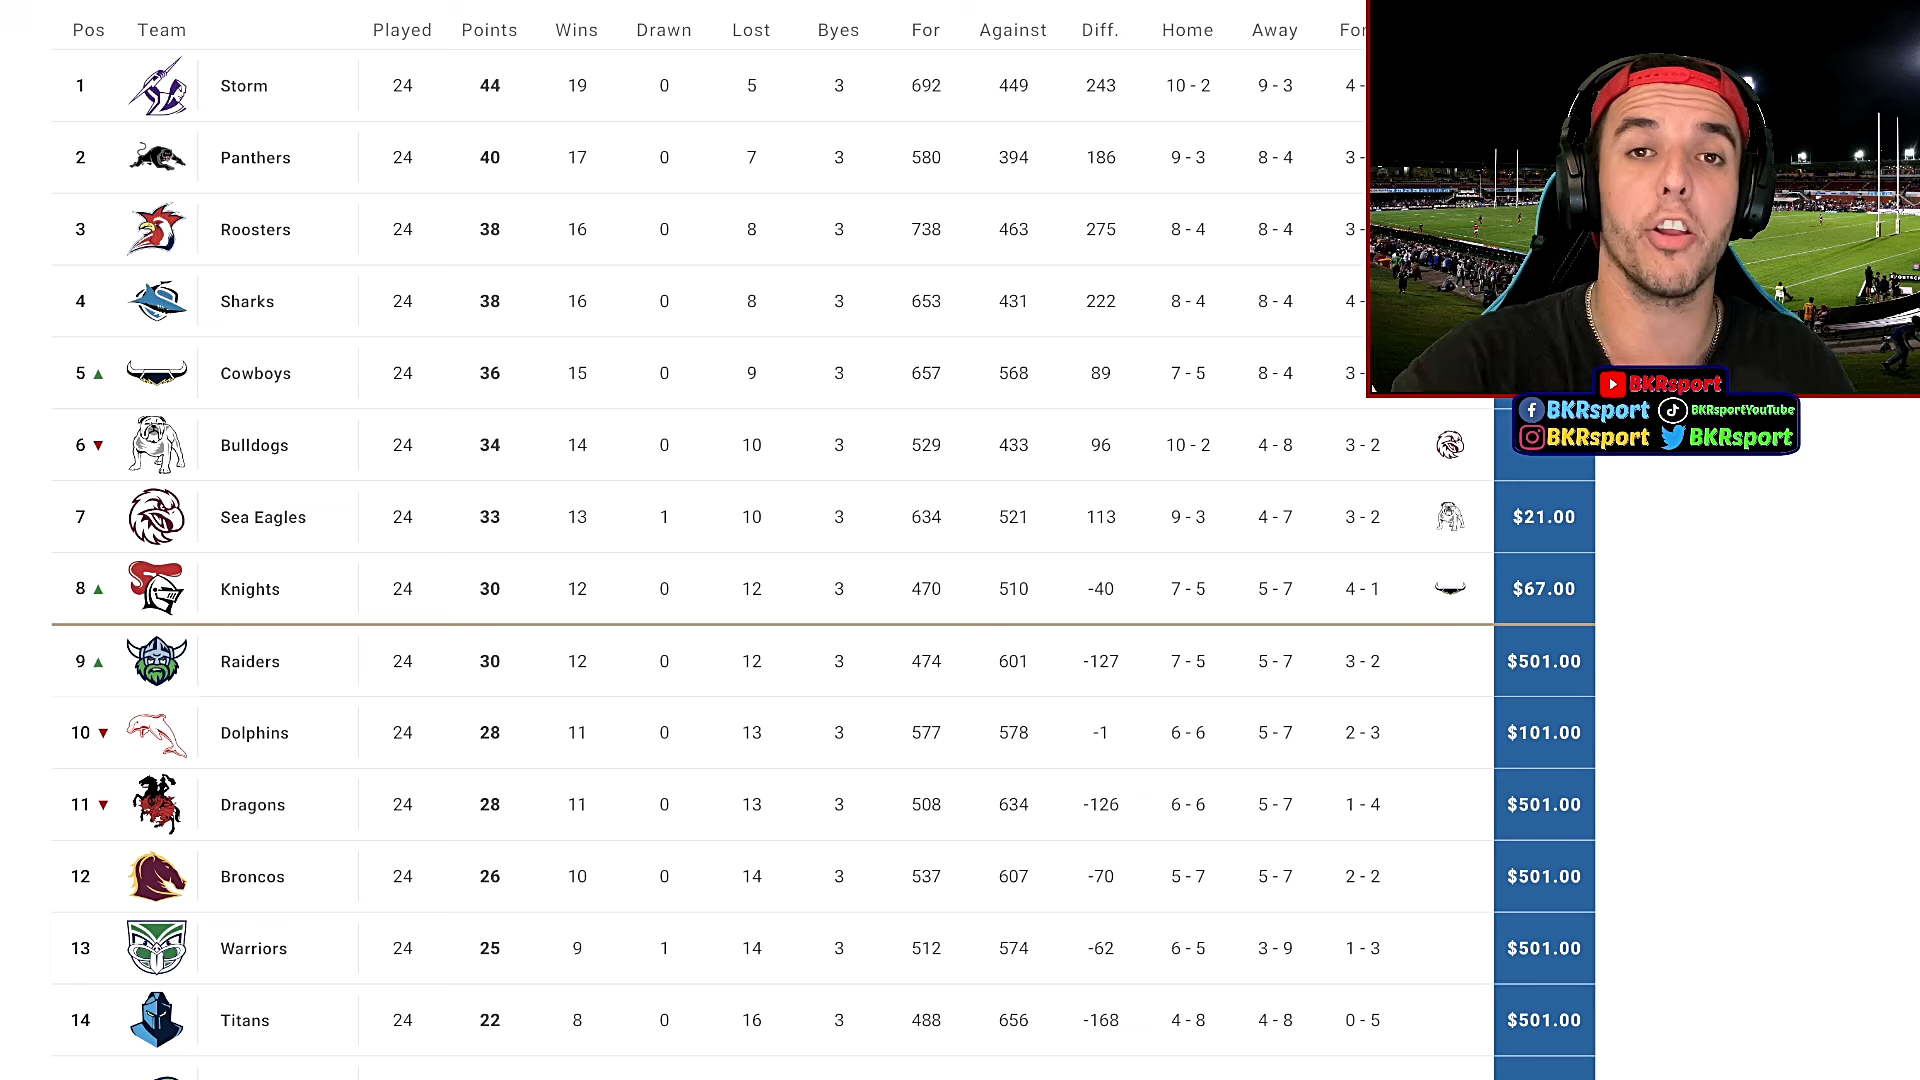 Pos Team Played Points Wins Drawn Lost Byes For Against Diff. Home Away For
1 Storm 24 44 19 0 5 3 692 449 243 10 - 2 9 - 3 4 -
2 Panthers 24 40 17 0 7 3 580 394 186 9 - 3 8 - 4 3 -
3 Roosters 24 38 16 0 8 3 738 463 275 8 - 4 8 - 4 3 -
4 Sharks 24 38 16 0 8 3 653 431 222 8 - 4 8 - 4 4 -
5 Cowboys 24 36 15 0 9 3 657 568 89 7 - 5 8 - 4 3 -
BKRsport
BKRsport BKRsportYouTube
BKRsport BKRsport
6 Bulldogs 24 34 14 0 10 3 529 433 96 10 - 2 4 - 8 3 - 2
7 Sea Eagles 24 33 13 1 10 3 634 521 113 9 - 3 4 - 7 3 - 2 $21.00
8 Knights 24 30 12 0 12 3 470 510 -40 7 - 5 5 - 7 4 - 1 $67.00
9 Raiders 24 30 12 0 12 3 474 601 -127 7 - 5 5 - 7 3 - 2 $501.00
10 Dolphins 24 28 11 0 13 3 577 578 -1 6 - 6 5 - 7 2 - 3 $101.00
11 Dragons 24 28 11 0 13 3 508 634 -126 6 - 6 5 - 7 1 - 4 $501.00
12 Broncos 24 26 10 0 14 3 537 607 -70 5 - 7 5 - 7 2 - 2 $501.00
13 Warriors 24 25 9 1 14 3 512 574 -62 6 - 5 3 - 9 1 - 3 $501.00
14 Titans 24 22 8 0 16 3 488 656 -168 4 - 8 4 - 8 0 - 5 $501.00